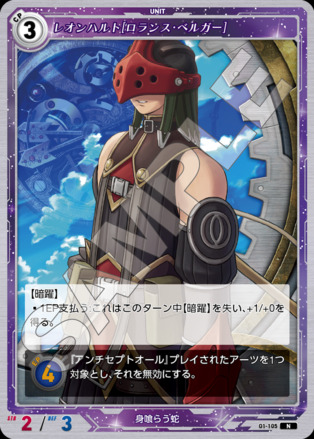 UNIT
CP
3
レオンハルト[ロランス・ベルガー]
SAMPLE
【暗躍】
・1EP支払う：これはこのターン中【暗躍】を失い、+1/+0を
得る。
4
『アンチセプトオール』プレイされたアーツを1つ
対象とし、それを無効にする。
身喰らう蛇
2 / 3
01-105 N